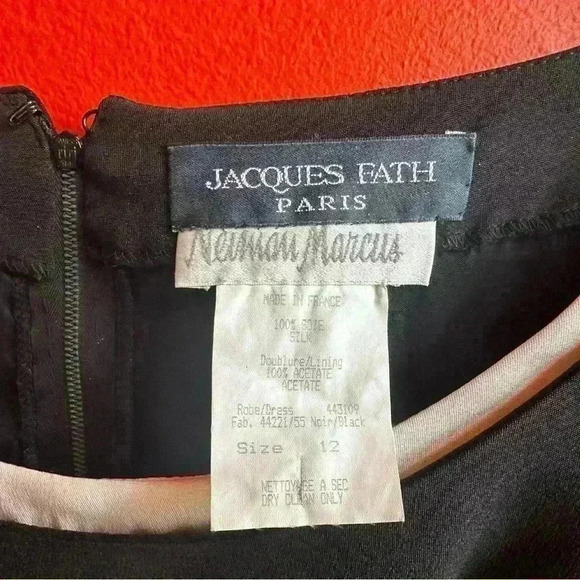 JACQUES FATH
PARIS
Neiman Marcus
MADE IN FRANCE
100% SOIE
SILK
Doublure/Lining
100% ACETATE
ACETATE
Robe/Dress 443109
Fab. 44221/55 Noir/Black
Size 12
NETTOYAGE A SEC
DRY CLEAN ONLY